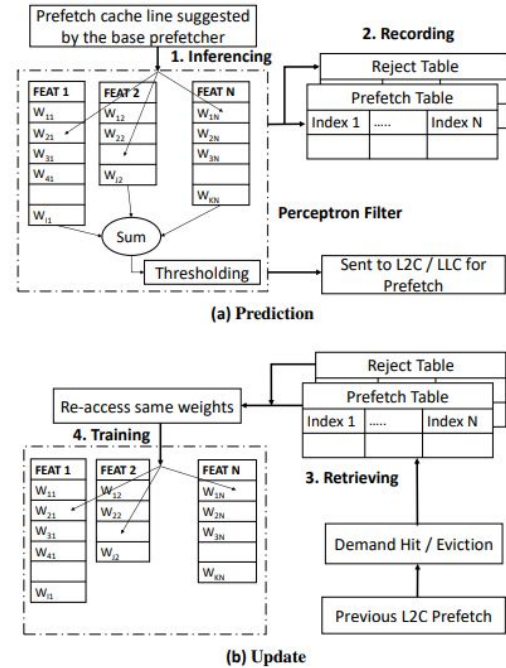 Prefetch cache line suggested
by the base prefetcher
1. Inferencing
2. Recording
Reject Table
Prefetch Table
Index 1 ..... Index N
FEAT 1
W11
W21
W31
W41
Wi1
FEAT 2
W12
W22
WJ2
FEAT N
W1N
W2N
W3N
WKN
Sum
Thresholding
Perceptron Filter
Sent to L2C / LLC for
Prefetch
(a) Prediction
Reject Table
Prefetch Table
Index 1 ..... Index N
Re-access same weights
4. Training
3. Retrieving
FEAT 1
W11
W21
W31
W41
Wi1
FEAT 2
W12
W22
WJ2
FEAT N
W1N
W2N
W3N
WKN
Demand Hit / Eviction
Previous L2C Prefetch
(b) Update